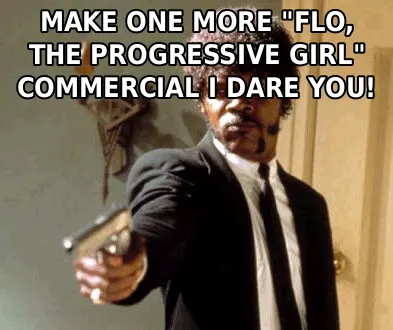 MAKE ONE MORE "FLO,
THE PROGRESSIVE GIRL"
COMMERCIAL I DARE YOU!